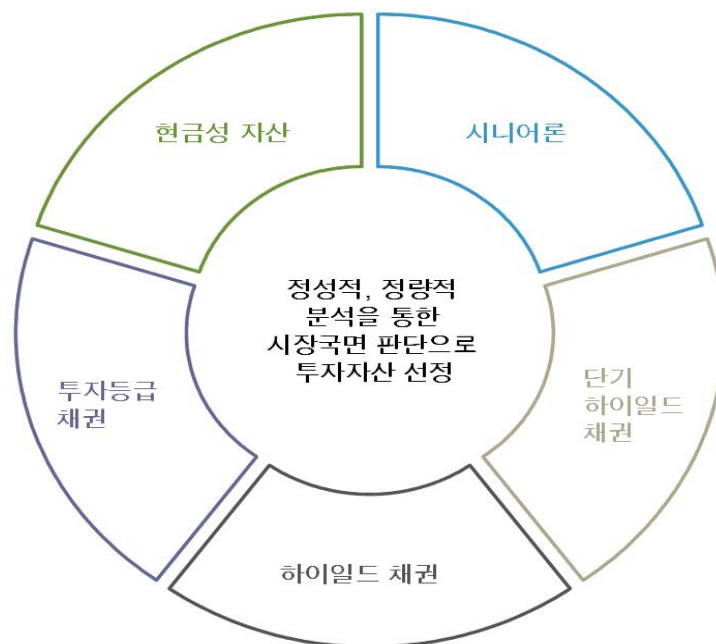 현금성 자산
시니어론
정성적, 정량적
분석을 통한
시장국면 판단으로
투자자산 선정
투자등급
채권
단기
하이일드
채권
하이일드 채권